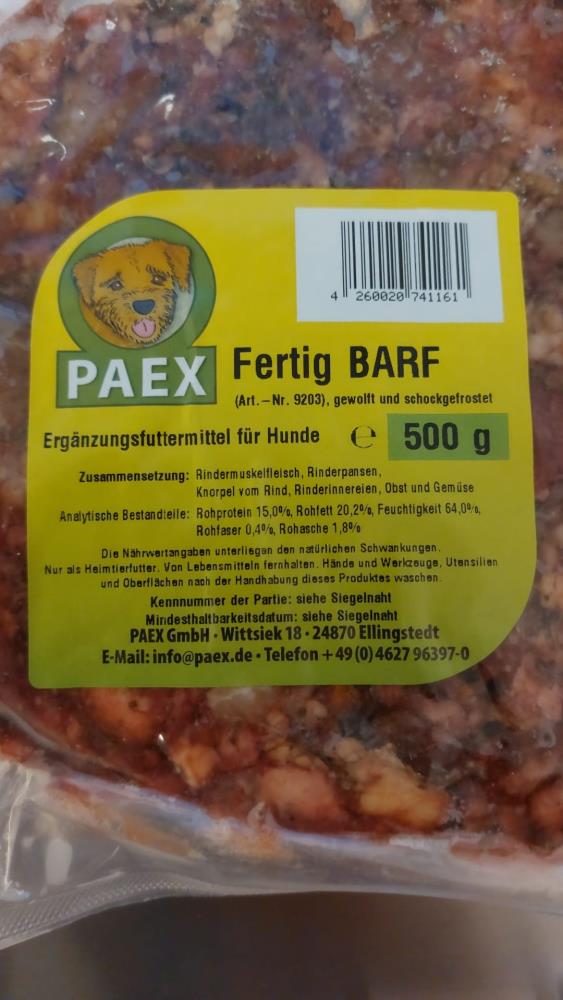 4 260020 741161
PAEX
Fertig BARF
(Art.-Nr. 9203), gewolft und schockgefrostet
Ergänzungsfuttermittel für Hunde ℮ 500 g
Zusammensetzung: Rindermuskelfleisch, Rinderpansen,
Knorpel vom Rind, Rinderinnereien, Obst und Gemüse
Analytische Bestandteile: Rohprotein 15,0%, Rohfett 20,2%, Feuchtigkeit 64,0%,
Rohfaser 0,4%, Rohasche 1,8%
Die Nährwertangaben unterliegen den natürlichen Schwankungen.
Nur als Heimtierfutter. Von Lebensmitteln fernhalten. Hände und Werkzeuge, Utensilien
und Oberflächen nach der Handhabung dieses Produktes waschen.
Kennnummer der Partie: siehe Siegelnaht
Mindesthaltbarkeitsdatum: siehe Siegelnaht
PAEX GmbH · Wittsiek 18 · 24870 Ellingstedt
E-Mail: info@paex.de · Telefon +49 (0) 4627 96397-0